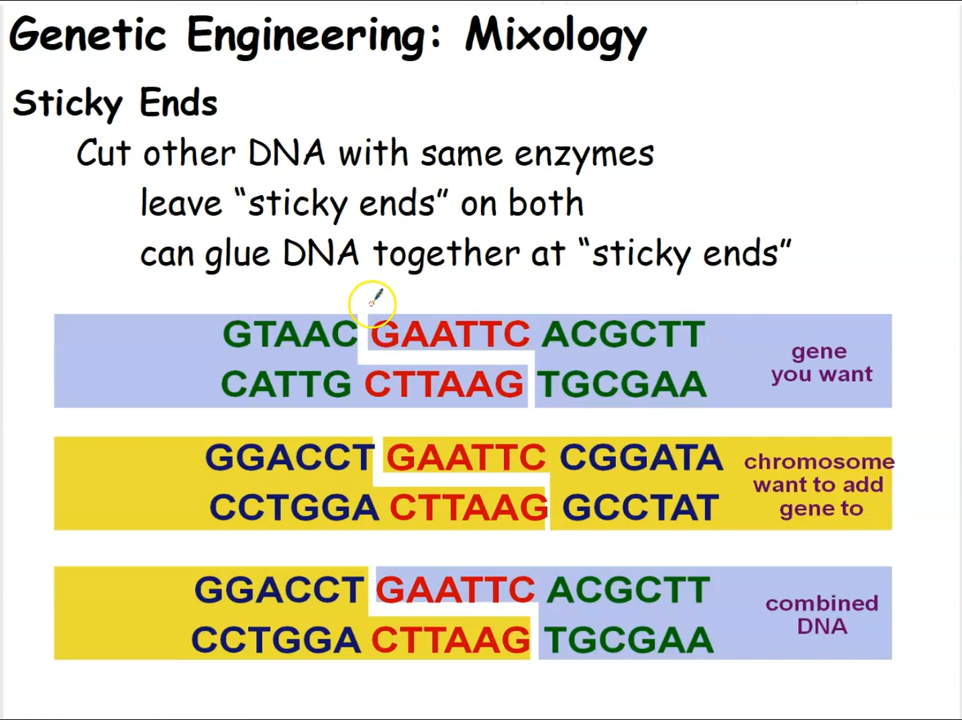 Genetic Engineering: Mixology
Sticky Ends
Cut other DNA with same enzymes
leave “sticky ends” on both
can glue DNA together at “sticky ends”
GTAAC GAATTC ACGCTT
CATTG CTTAAG TGCGAA
gene
you want
GGACCT GAATTC CGGATA
CCTGGA CTTAAG GCCTAT
chromosome
want to add
gene to
GGACCT GAATTC ACGCTT
CCTGGA CTTAAG TGCGAA
combined
DNA